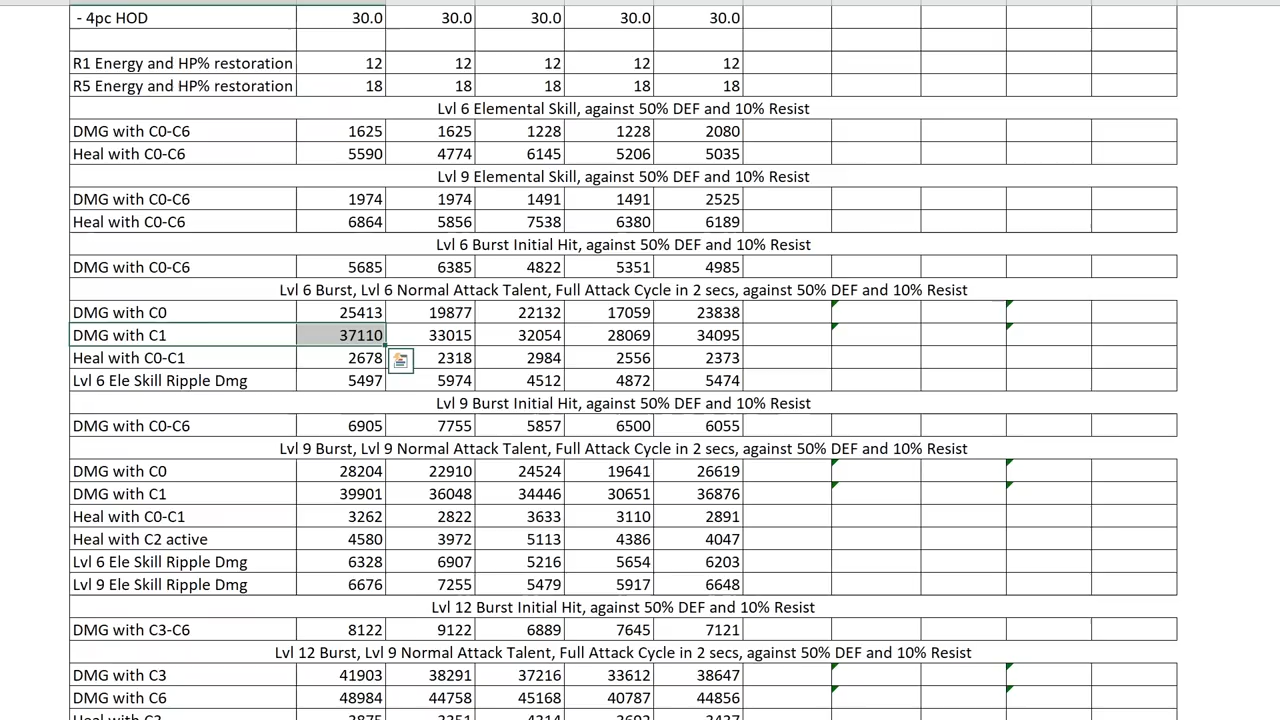 - 4pc HOD 30.0 30.0 30.0 30.0 30.0
R1 Energy and HP% restoration 12 12 12 12 12
R5 Energy and HP% restoration 18 18 18 18 18
Lvl 6 Elemental Skill, against 50% DEF and 10% Resist
DMG with C0-C6 1625 1625 1228 1228 2080
Heal with C0-C6 5590 4774 6145 5206 5035
Lvl 9 Elemental Skill, against 50% DEF and 10% Resist
DMG with C0-C6 1974 1974 1491 1491 2525
Heal with C0-C6 6864 5856 7538 6380 6189
Lvl 6 Burst Initial Hit, against 50% DEF and 10% Resist
DMG with C0-C6 5685 6385 4822 5351 4985
Lvl 6 Burst, Lvl 6 Normal Attack Talent, Full Attack Cycle in 2 secs, against 50% DEF and 10% Resist
DMG with C0 25413 19877 22132 17059 23838
DMG with C1 37110 33015 32054 28069 34095
Heal with C0-C1 2678 2318 2984 2556 2373
Lvl 6 Ele Skill Ripple Dmg 5497 5974 4512 4872 5474
Lvl 9 Burst Initial Hit, against 50% DEF and 10% Resist
DMG with C0-C6 6905 7755 5857 6500 6055
Lvl 9 Burst, Lvl 9 Normal Attack Talent, Full Attack Cycle in 2 secs, against 50% DEF and 10% Resist
DMG with C0 28204 22910 24524 19641 26619
DMG with C1 39901 36048 34446 30651 36876
Heal with C0-C1 3262 2822 3633 3110 2891
Heal with C2 active 4580 3972 5113 4386 4047
Lvl 6 Ele Skill Ripple Dmg 6328 6907 5216 5654 6203
Lvl 9 Ele Skill Ripple Dmg 6676 7255 5479 5917 6648
Lvl 12 Burst Initial Hit, against 50% DEF and 10% Resist
DMG with C3-C6 8122 9122 6889 7645 7121
Lvl 12 Burst, Lvl 9 Normal Attack Talent, Full Attack Cycle in 2 secs, against 50% DEF and 10% Resist
DMG with C3 41903 38291 37216 33612 38647
DMG with C6 48984 44758 45168 40787 44856